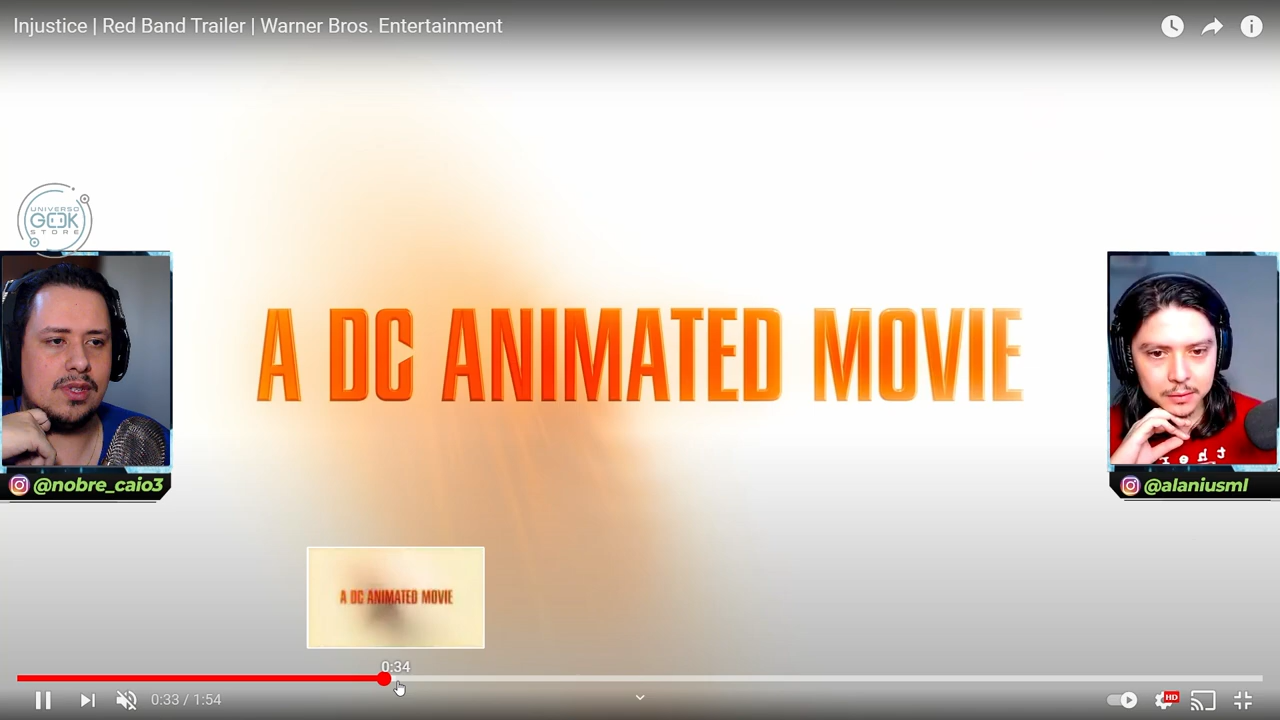 Injustice | Red Band Trailer | Warner Bros. Entertainment
UNIVERSO
GEEK
STORE
A DC ANIMATED MOVIE
@nobre_caio3
@alaniusml
A DC ANIMATED MOVIE
0:34
0:33 / 1:54
HD